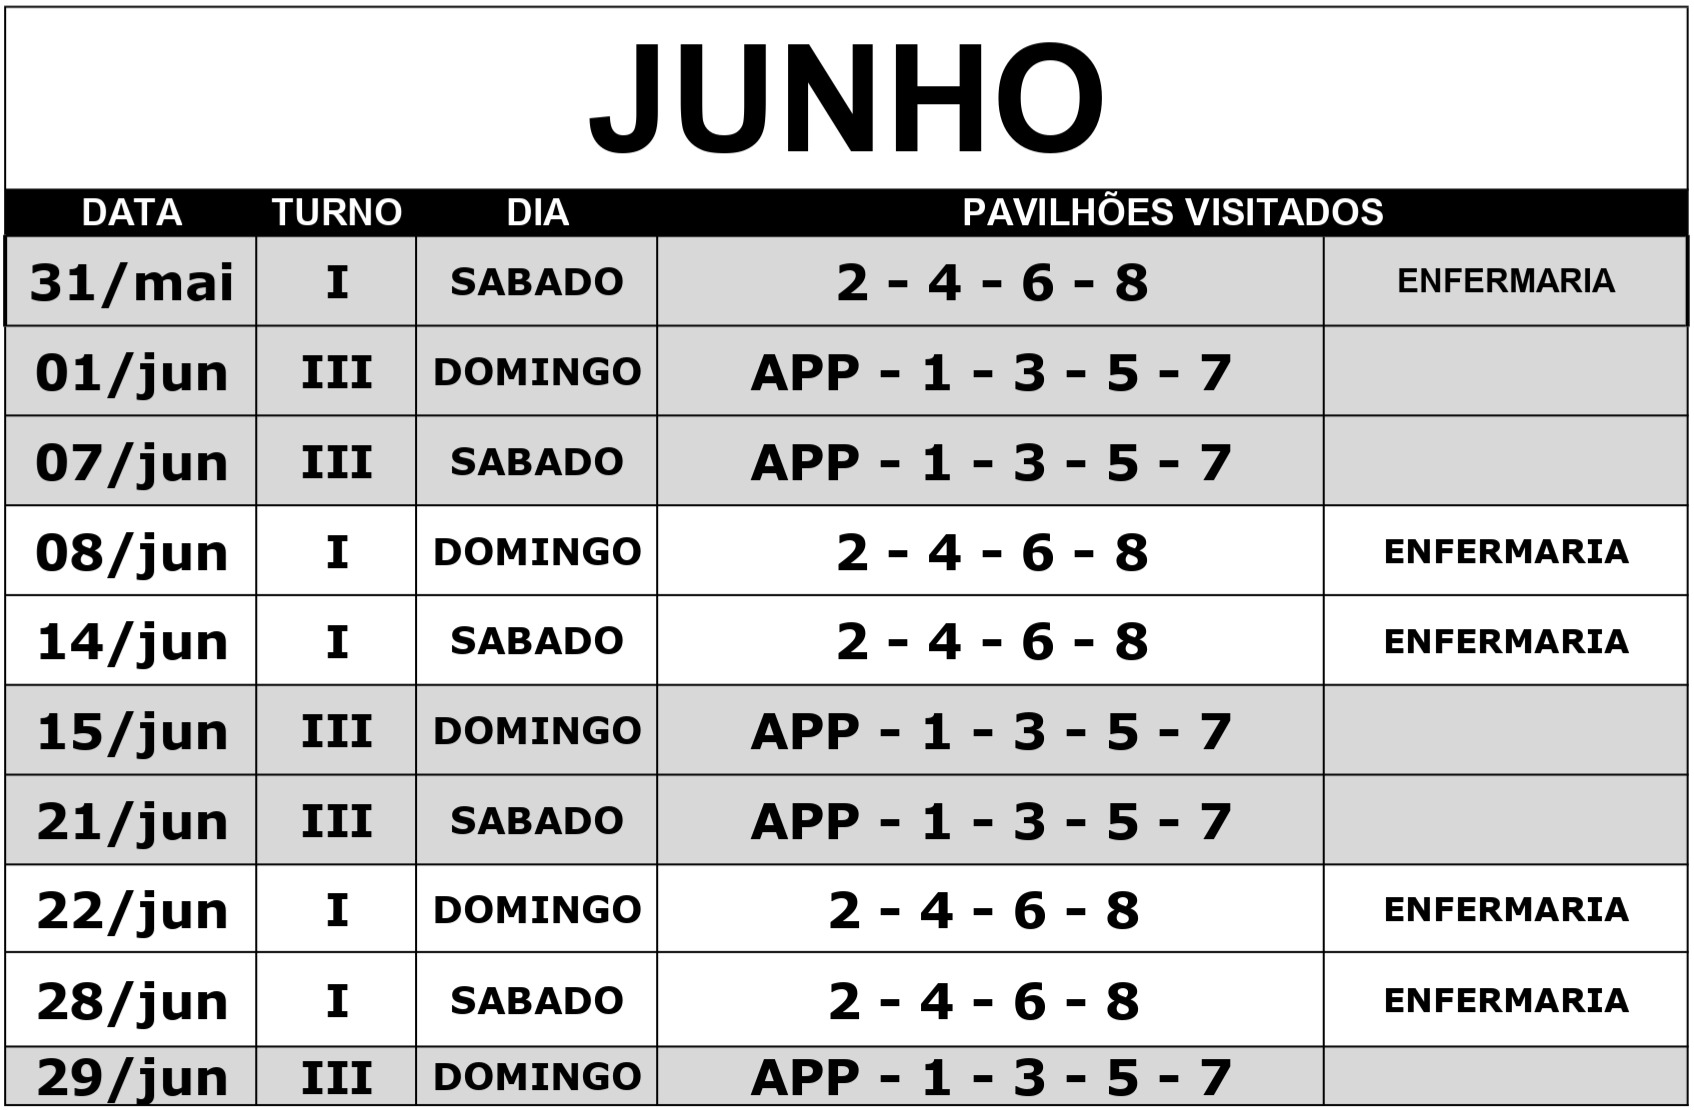 JUNHO
DATA TURNO DIA PAVILHÕES VISITADOS
31/mai I SABADO 2 - 4 - 6 - 8 ENFERMARIA
01/jun III DOMINGO APP - 1 - 3 - 5 - 7
07/jun III SABADO APP - 1 - 3 - 5 - 7
08/jun I DOMINGO 2 - 4 - 6 - 8 ENFERMARIA
14/jun I SABADO 2 - 4 - 6 - 8 ENFERMARIA
15/jun III DOMINGO APP - 1 - 3 - 5 - 7
21/jun III SABADO APP - 1 - 3 - 5 - 7
22/jun I DOMINGO 2 - 4 - 6 - 8 ENFERMARIA
28/jun I SABADO 2 - 4 - 6 - 8 ENFERMARIA
29/jun III DOMINGO APP - 1 - 3 - 5 - 7